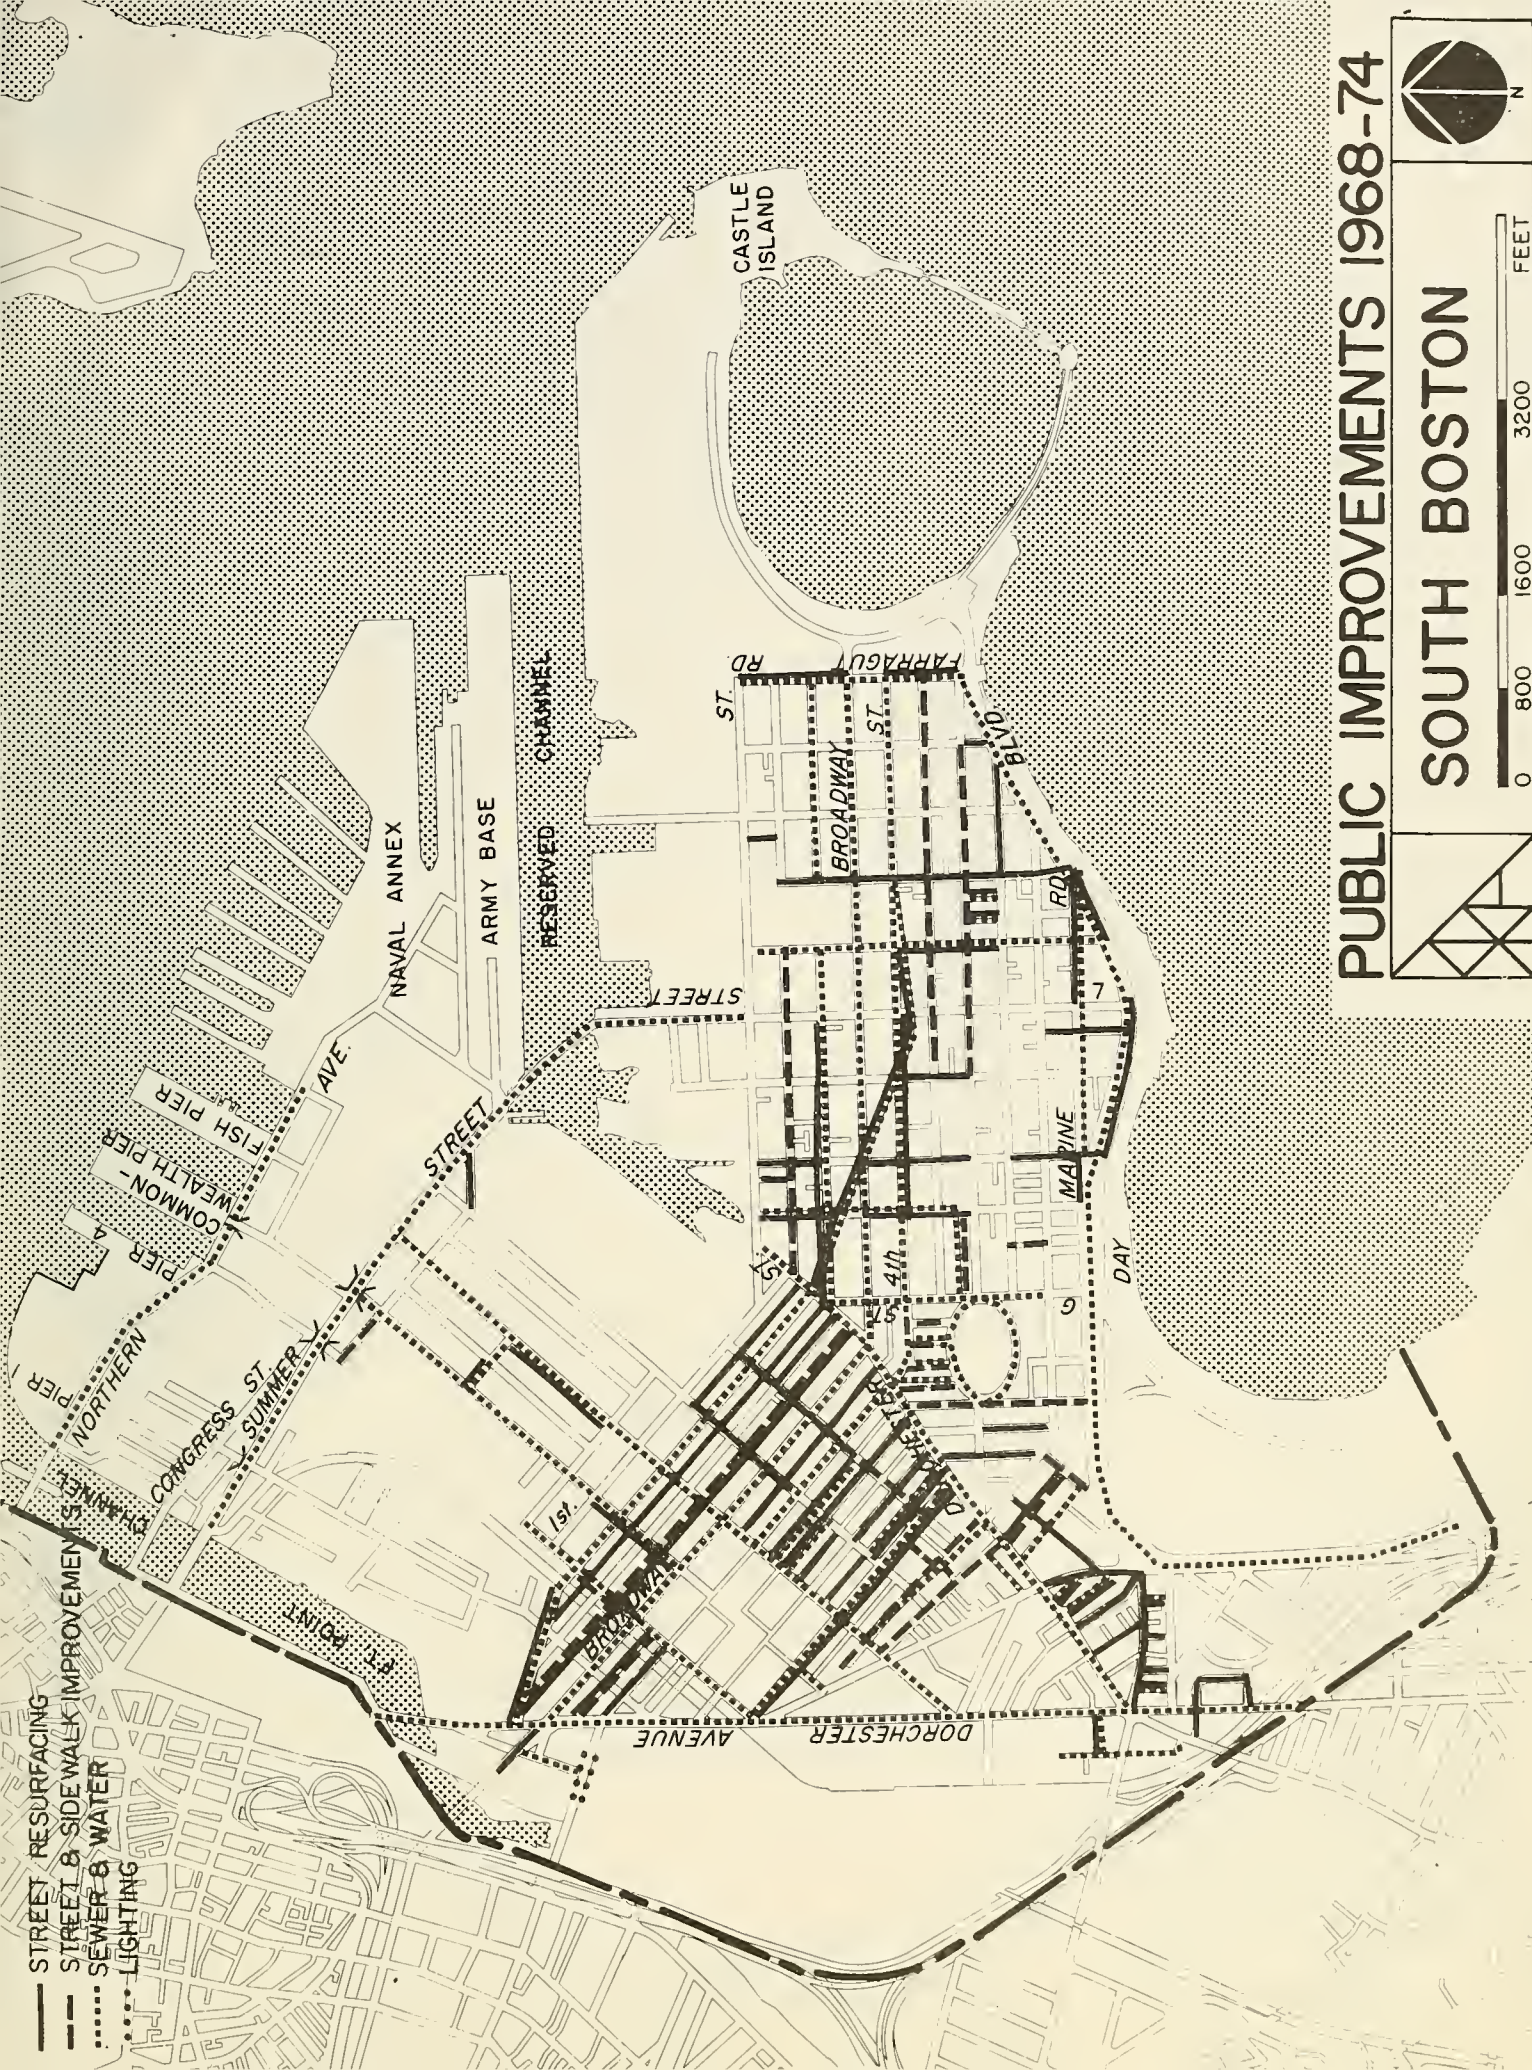 STREET RESURFACING
STREET & SIDEWALK IMPROVEMENTS
SEWER & WATER
LIGHTING
PUBLIC IMPROVEMENTS 1968-74
SOUTH BOSTON
0 800 1600 3200 FEET
N
CASTLE
ISLAND
NAVAL ANNEX
ARMY BASE
RESERVED CHANNEL
FISH PIER
COMMON-
WEALTH PIER
PIER 4
PIER 1
NORTHERN
AVE.
CONGRESS ST.
SUMMER
STREET
STREET
CHANNEL
FT. POINT
1st.
BROADWAY
BROADWAY
ST.
ST.
RD
FARRAGUT
BLVD.
RD.
MARINE
DAY
7
G
ST
4th
ST
DORCHESTER
AVENUE
D